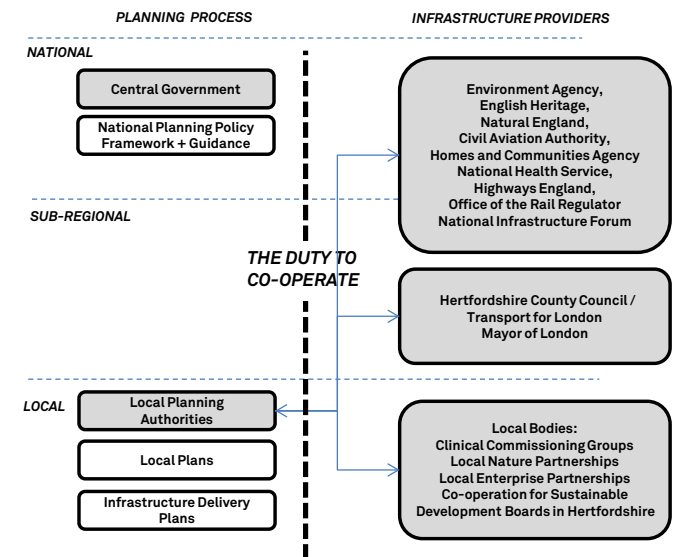 PLANNING PROCESS
INFRASTRUCTURE PROVIDERS
NATIONAL
Central Government
National Planning Policy
Framework + Guidance
Environment Agency,
English Heritage,
Natural England,
Civil Aviation Authority,
Homes and Communities Agency
National Health Service,
Highways England,
Office of the Rail Regulator
National Infrastructure Forum
SUB-REGIONAL
THE DUTY TO
CO-OPERATE
Hertfordshire County Council /
Transport for London
Mayor of London
LOCAL
Local Planning
Authorities
Local Plans
Infrastructure Delivery
Plans
Local Bodies:
Clinical Commissioning Groups
Local Nature Partnerships
Local Enterprise Partnerships
Co-operation for Sustainable
Development Boards in Hertfordshire